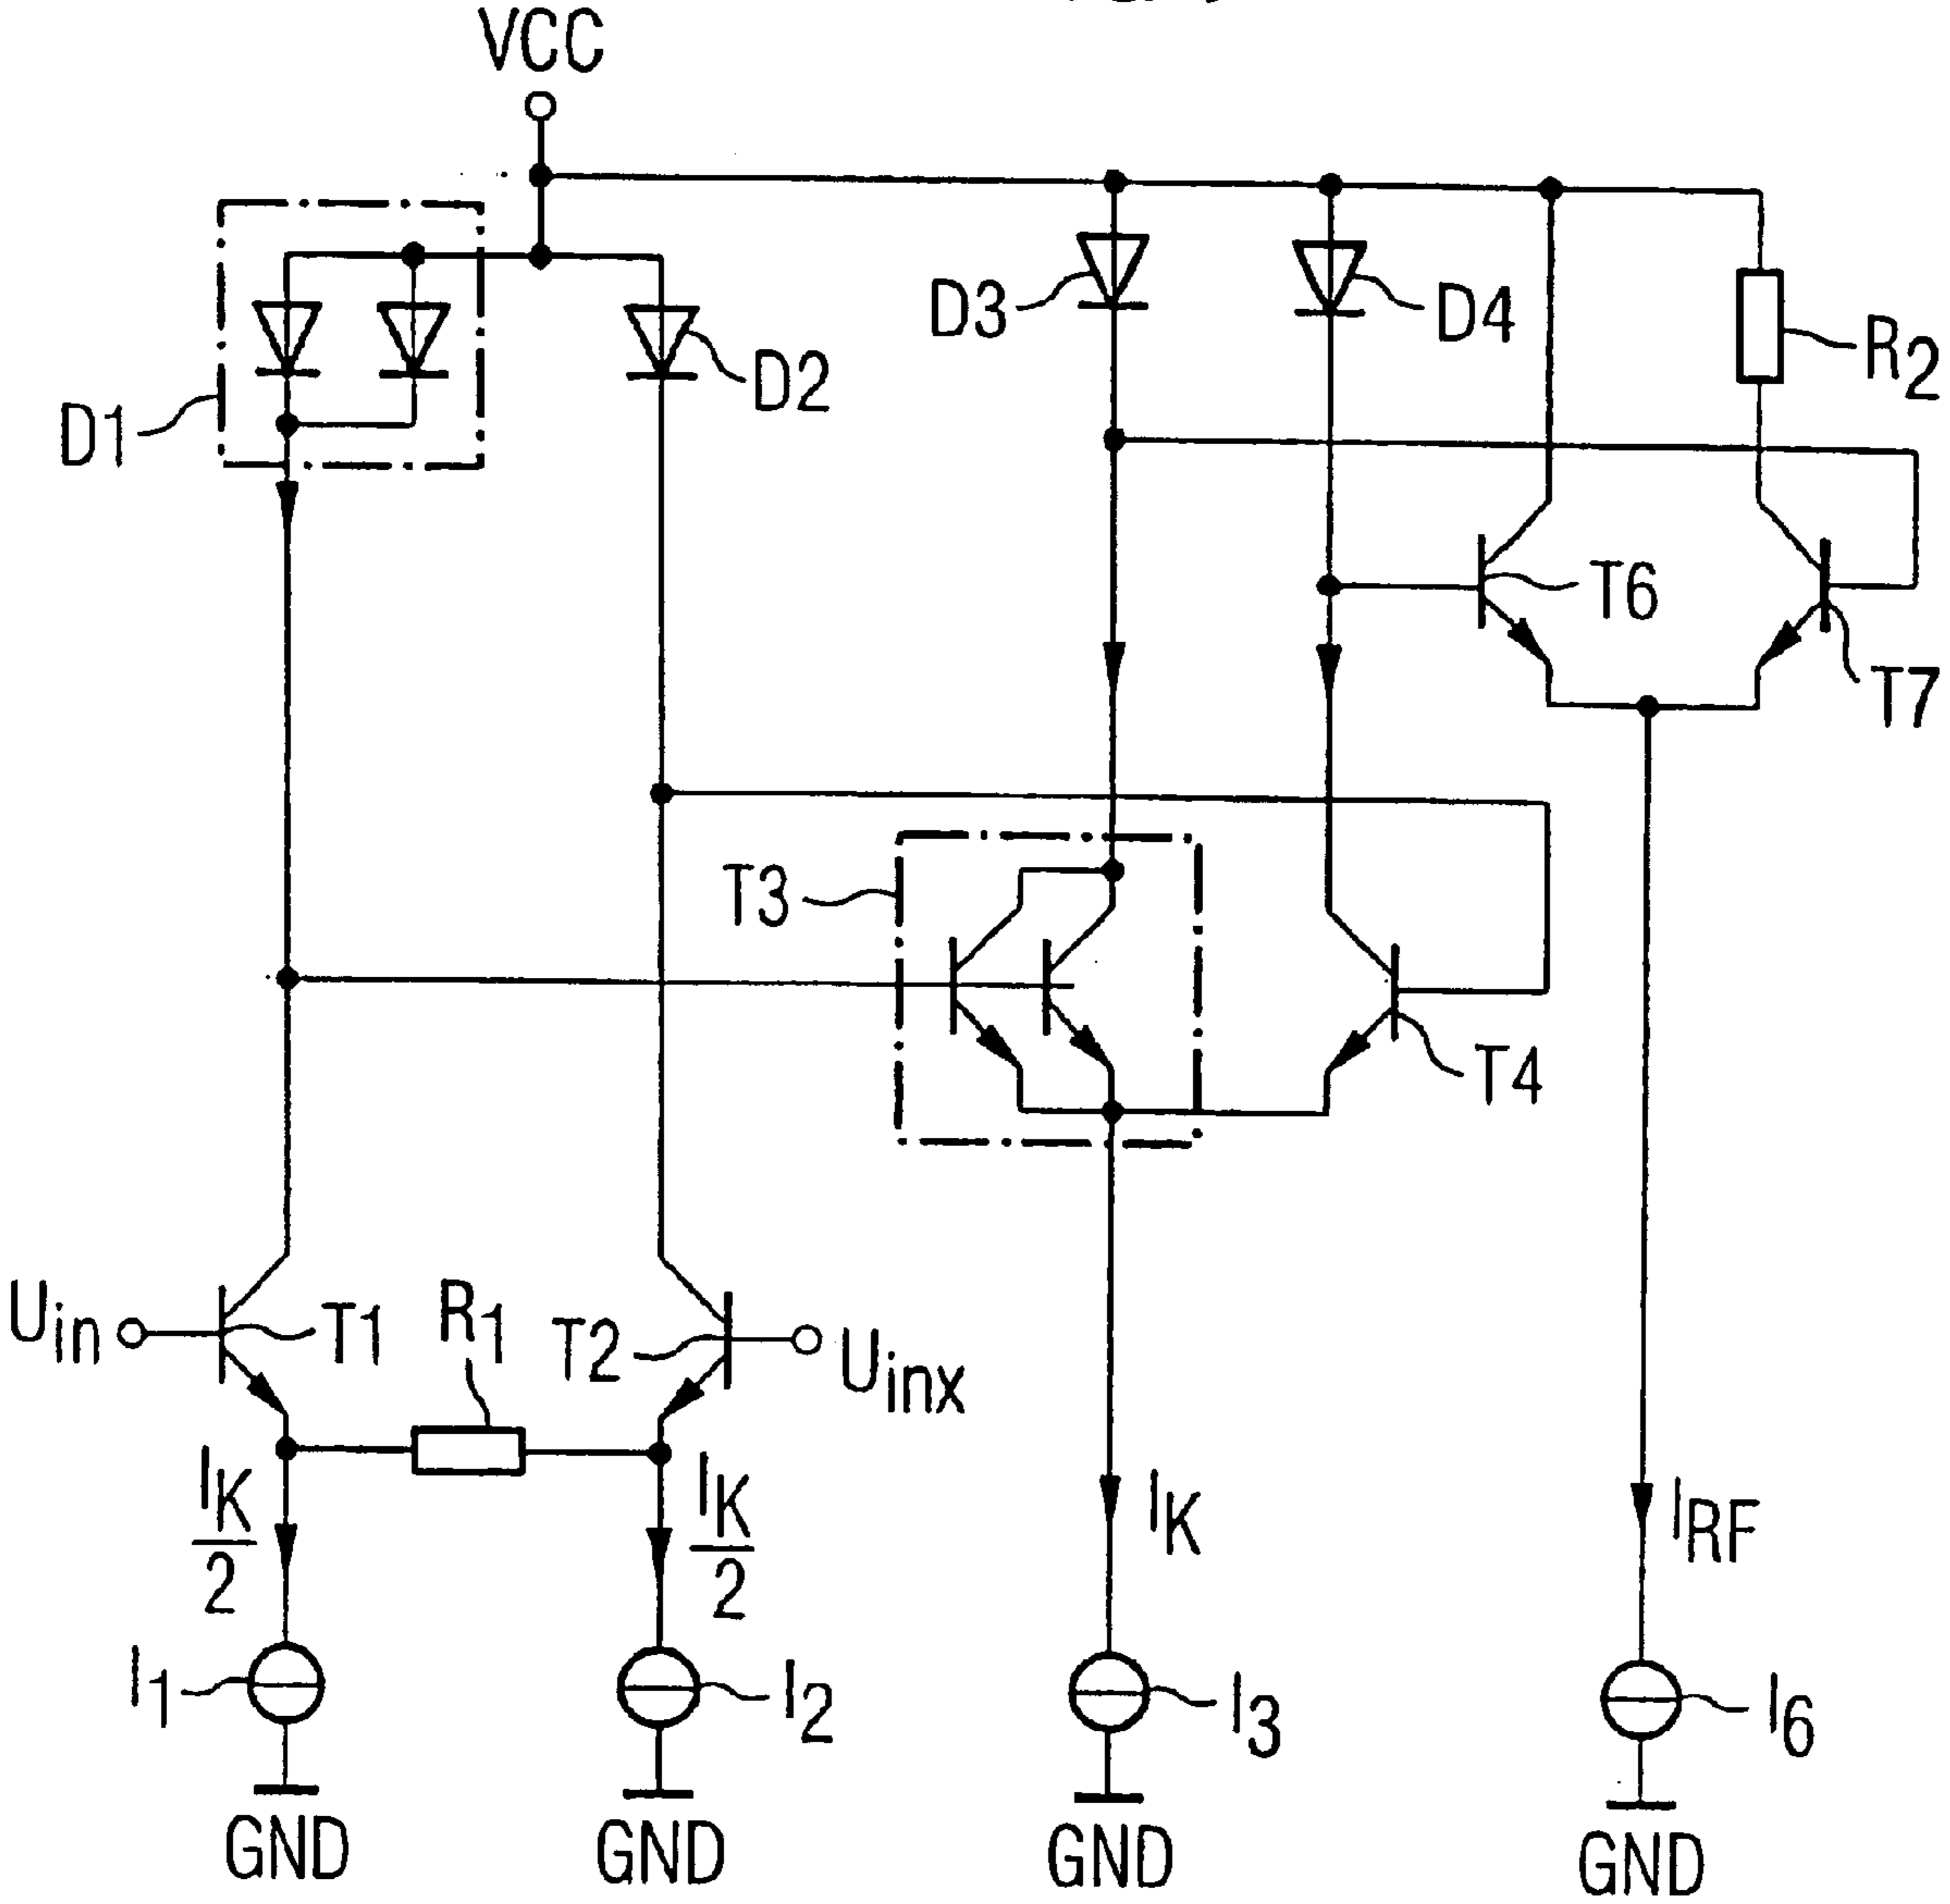 VCC
D1
D2
D3
D4
R2
T6
T7
T3
T4
Uin
T1
R1
T2
Uinx
IK
2
IK
2
IK
IRF
I1
I2
I3
I6
GND
GND
GND
GND